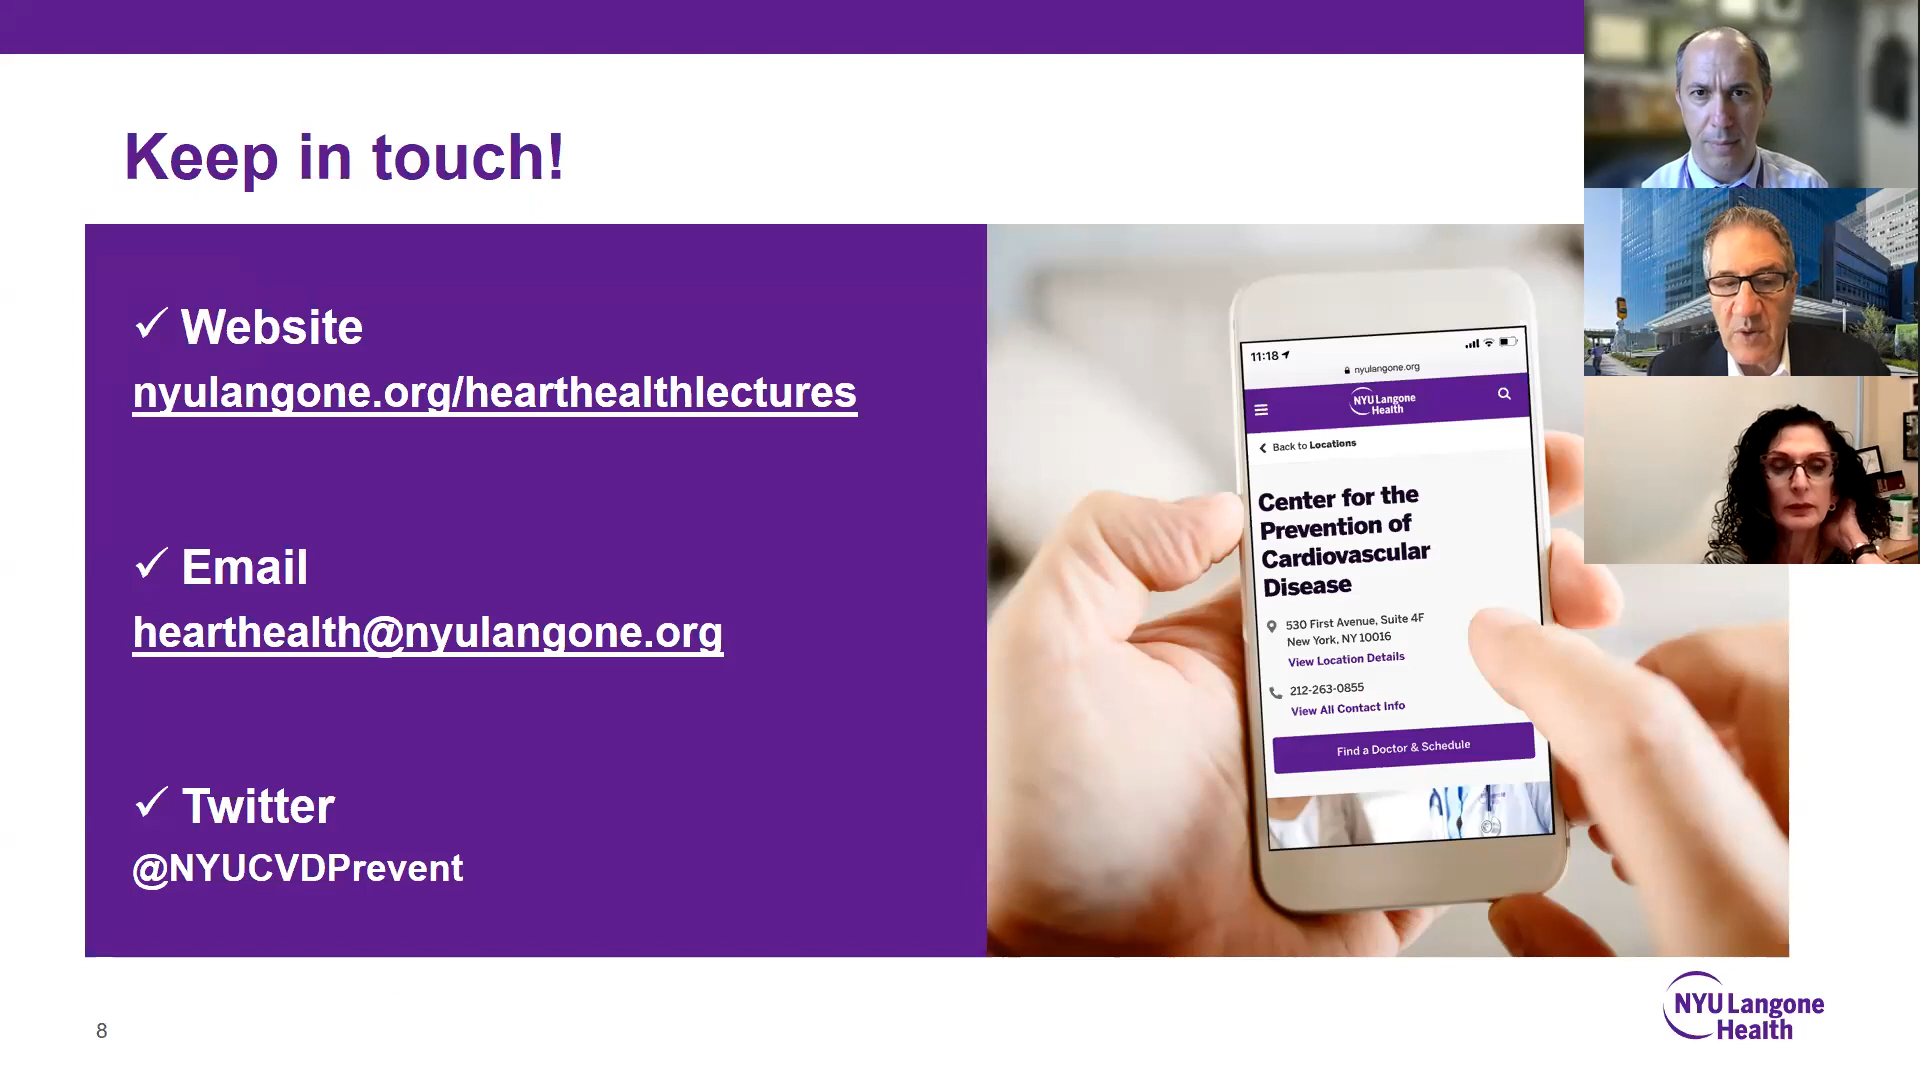 Keep in touch!
✓ Website
nyulangone.org/hearthealthlectures
✓ Email
hearthealth@nyulangone.org
✓ Twitter
@NYUCVDPrevent
11:18
nyulangone.org
NYU Langone
Health
Back to Locations
Center for the
Prevention of
Cardiovascular
Disease
530 First Avenue, Suite 4F
New York, NY 10016
View Location Details
212-263-0855
View All Contact Info
Find a Doctor & Schedule
8
NYU Langone
Health